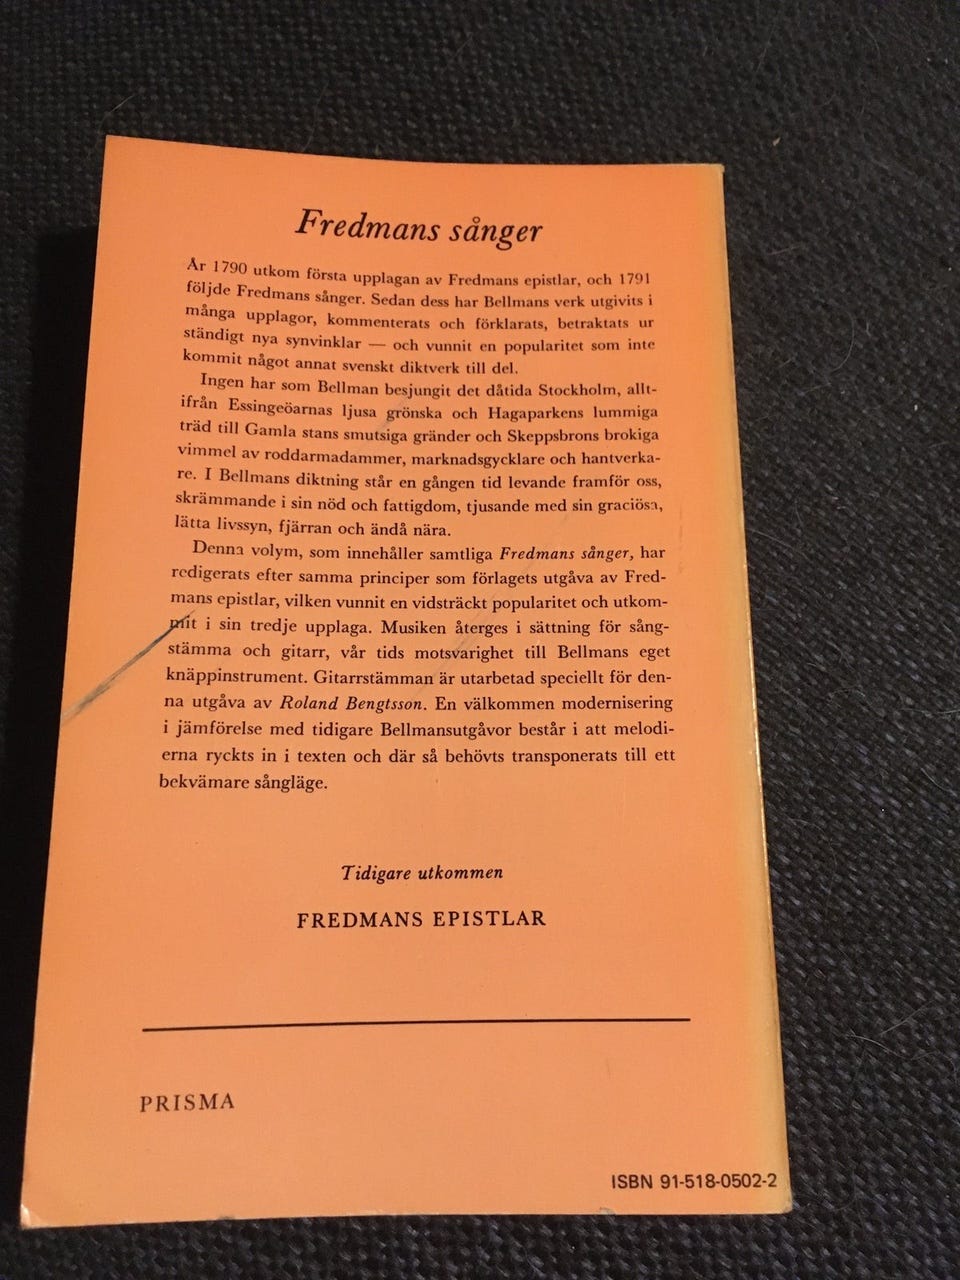 Fredmans sånger
År 1790 utkom första upplagan av Fredmans epistlar, och 1791
följde Fredmans sånger. Sedan dess har Bellmans verk utgivits i
många upplagor, kommenterats och förklarats, betraktats ur
ständigt nya synvinklar — och vunnit en popularitet som inte
kommit något annat svenskt diktverk till del.
Ingen har som Bellman besjungit det dåtida Stockholm, allt-
ifrån Essingeöarnas ljusa grönska och Hagaparkens lummiga
träd till Gamla stans smutsiga gränder och Skeppsbrons brokiga
vimmel av roddarmadammer, marknadsgycklare och hantverka-
re. I Bellmans diktning står en gången tid levande framför oss,
skrämmande i sin nöd och fattigdom, tjusande med sin graciösa,
lätta livssyn, fjärran och ändå nära.
Denna volym, som innehåller samtliga Fredmans sånger, har
redigerats efter samma principer som förlagets utgåva av Fred-
mans epistlar, vilken vunnit en vidsträckt popularitet och utkom-
mit i sin tredje upplaga. Musiken återges i sättning för sång-
stämma och gitarr, vår tids motsvarighet till Bellmans eget
knäppinstrument. Gitarrstämman är utarbetad speciellt för den-
na utgåva av Roland Bengtsson. En välkommen modernisering
i jämförelse med tidigare Bellmansutgåvor består i att melodi-
erna ryckts in i texten och där så behövts transponerats till ett
bekvämare sångläge.
Tidigare utkommen
FREDMANS EPISTLAR
PRISMA
ISBN 91-518-0502-2